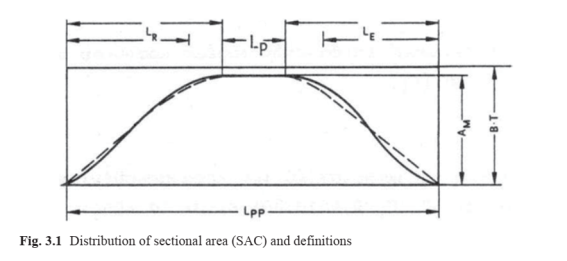 L_R
L_P
L_E
A_M
B·T
L_PP
Fig. 3.1 Distribution of sectional area (SAC) and definitions